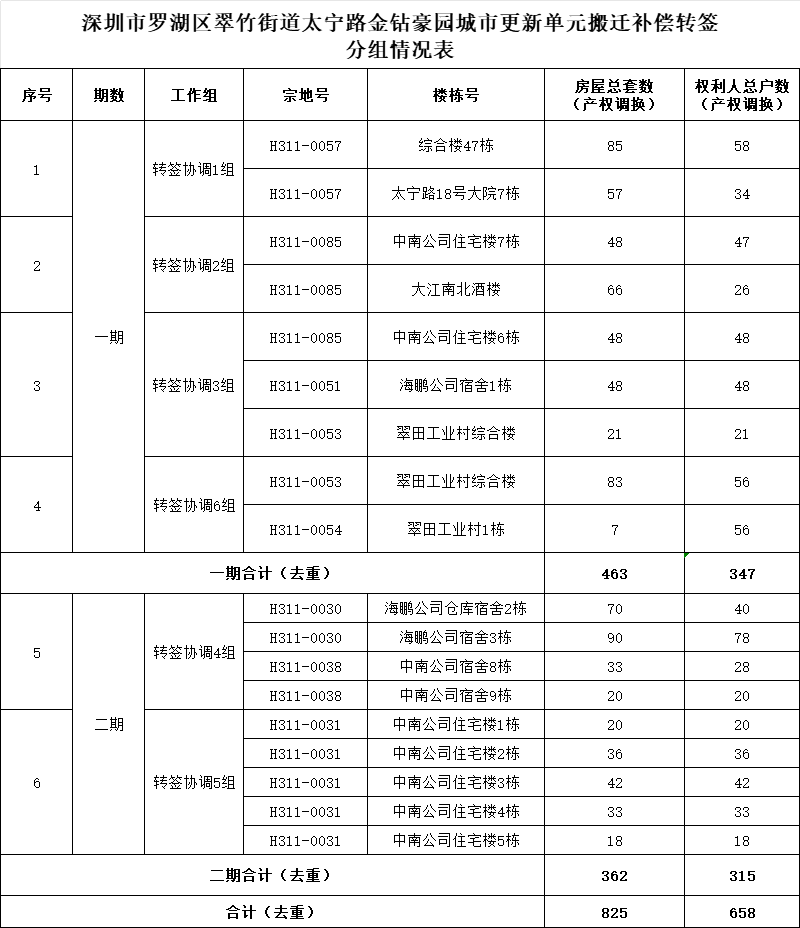 深圳市罗湖区翠竹街道太宁路金钻豪园城市更新单元搬迁补偿转签
分组情况表
序号 期数 工作组 宗地号 楼栋号 房屋总套数（产权调换） 权利人总户数（产权调换）
1 一期 转签协调1组 H311-0057 综合楼47栋 85 58
H311-0057 太宁路18号大院7栋 57 34
2 转签协调2组 H311-0085 中南公司住宅楼7栋 48 47
H311-0085 大江南北酒楼 66 26
3 转签协调3组 H311-0085 中南公司住宅楼6栋 48 48
H311-0051 海鹏公司宿舍1栋 48 48
H311-0053 翠田工业村综合楼 21 21
4 转签协调6组 H311-0053 翠田工业村综合楼 83 56
H311-0054 翠田工业村1栋 7 56
一期合计（去重） 463 347
5 二期 转签协调4组 H311-0030 海鹏公司仓库宿舍2栋 70 40
H311-0030 海鹏公司宿舍3栋 90 78
H311-0038 中南公司宿舍8栋 33 28
H311-0038 中南公司宿舍9栋 20 20
6 转签协调5组 H311-0031 中南公司住宅楼1栋 20 20
H311-0031 中南公司住宅楼2栋 36 36
H311-0031 中南公司住宅楼3栋 42 42
H311-0031 中南公司住宅楼4栋 33 33
H311-0031 中南公司住宅楼5栋 18 18
二期合计（去重） 362 315
合计（去重） 825 658